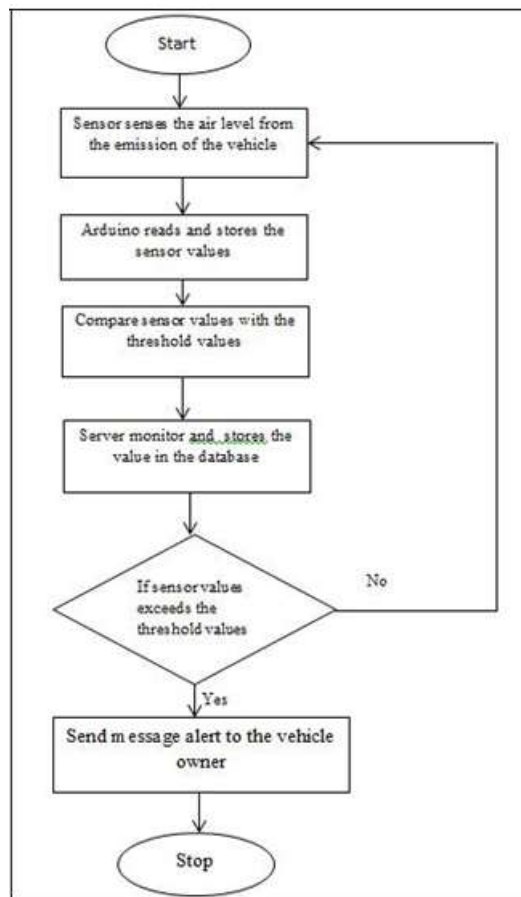 Start
Sensor senses the air level from
the emission of the vehicle
Arduino reads and stores the
sensor values
Compare sensor values with the
threshold values
Server monitor and stores the
value in the database
If sensor values
exceeds the
threshold values
No
Yes
Send message alert to the vehicle
owner
Stop